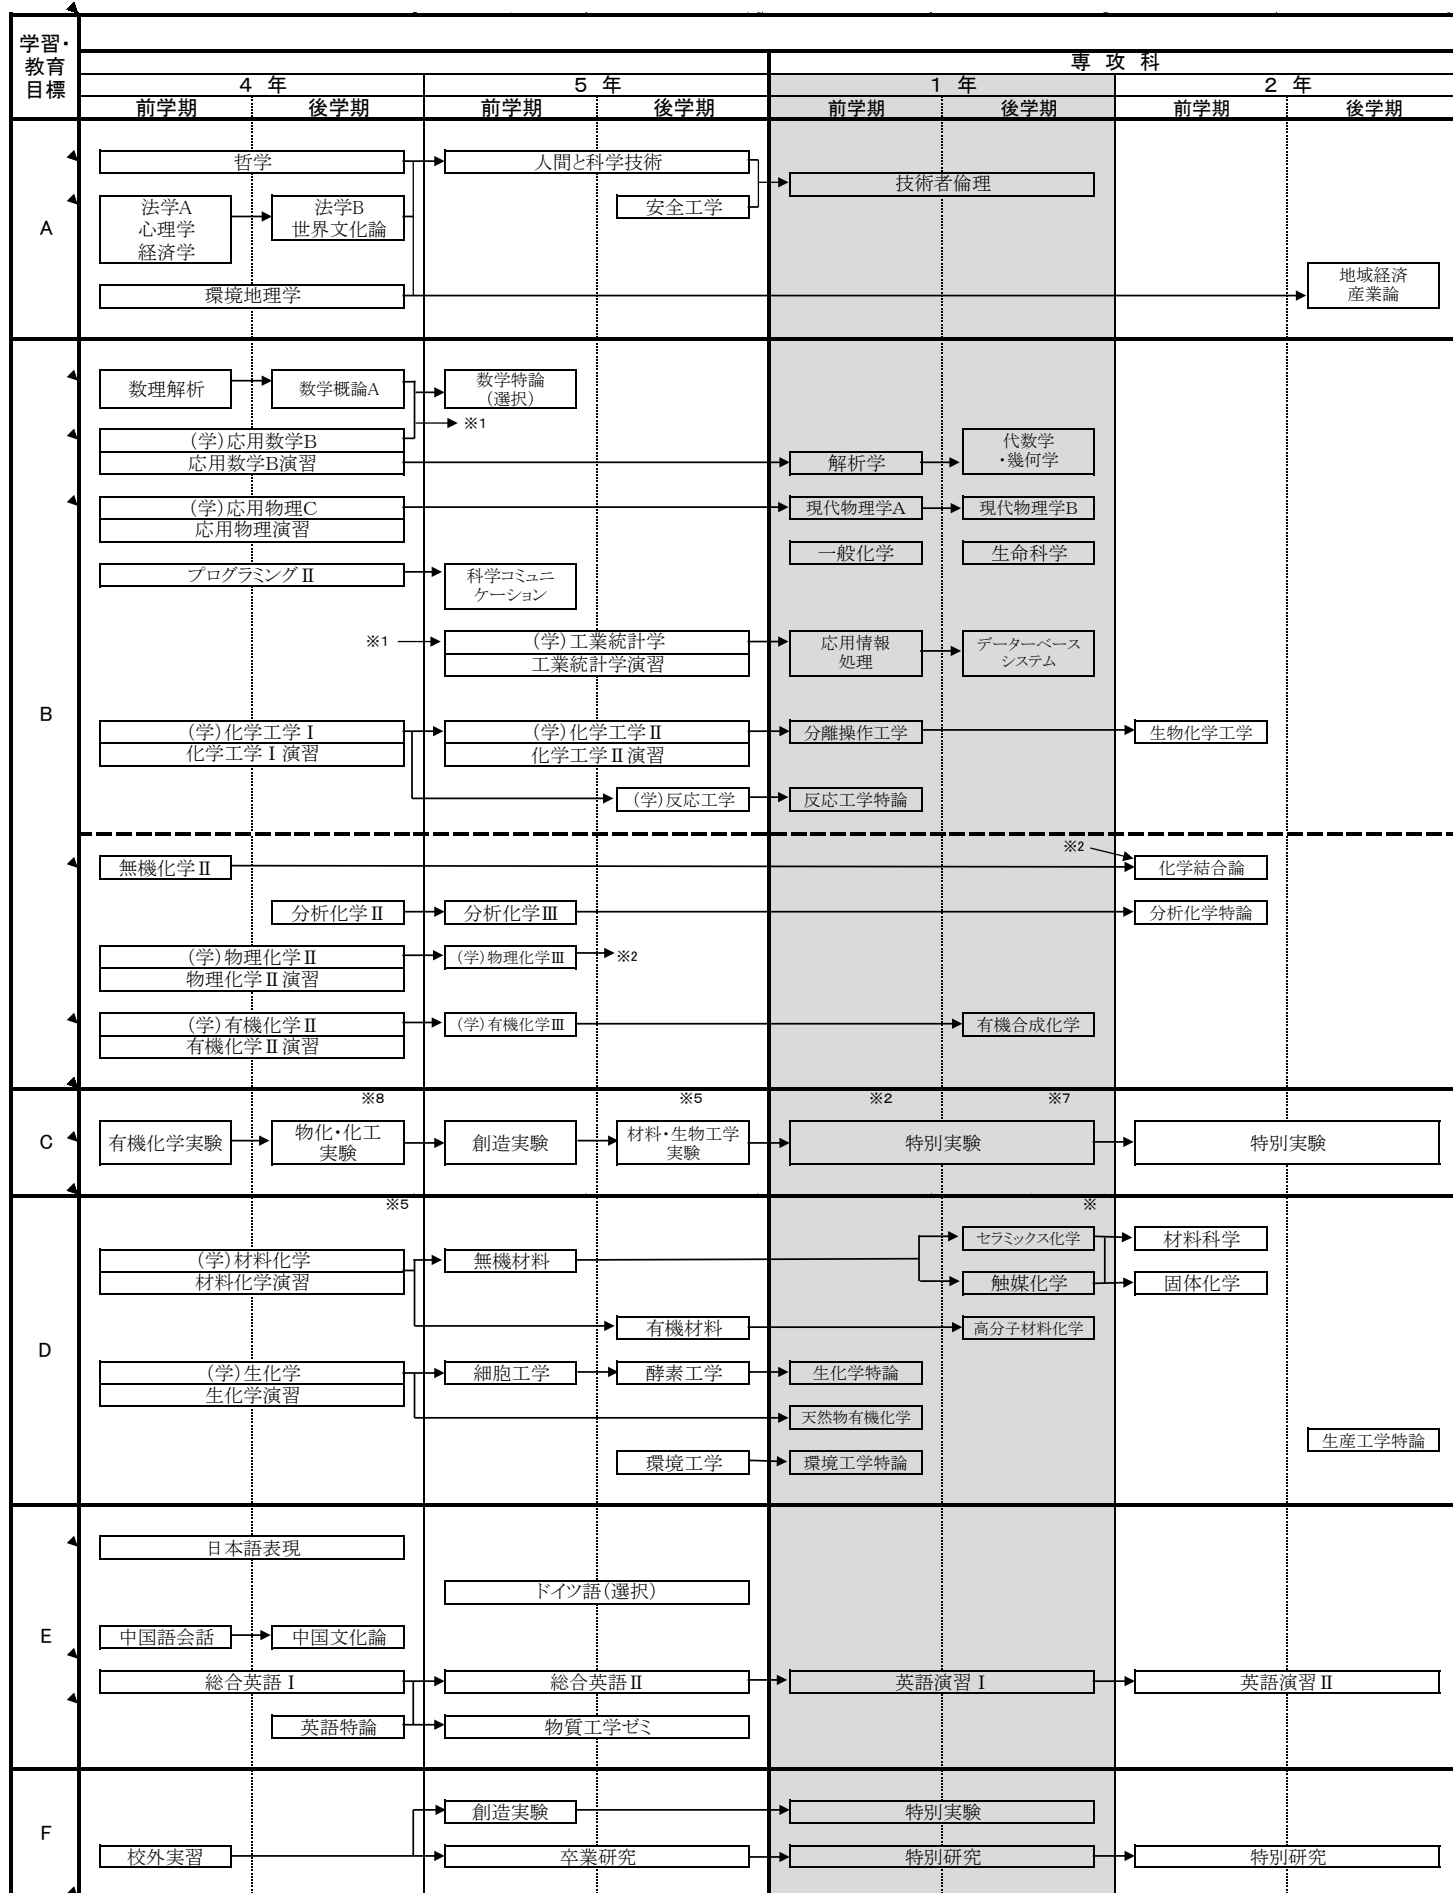 学習・
教育
目標
専 攻 科
4 年
5 年
1 年
2 年
前学期
後学期
前学期
後学期
前学期
後学期
前学期
後学期
A
哲学
人間と科学技術
技術者倫理
法学A
心理学
経済学
法学B
世界文化論
安全工学
環境地理学
地域経済
産業論
B
数理解析
数学概論A
数学特論
(選択)
※1
(学)応用数学B
応用数学B演習
解析学
代数学
・幾何学
(学)応用物理C
応用物理演習
現代物理学A
現代物理学B
一般化学
生命科学
プログラミングⅡ
科学コミュニ
ケーション
※1
(学)工業統計学
工業統計学演習
応用情報
処理
データーベース
システム
(学)化学工学Ⅰ
化学工学Ⅰ演習
(学)化学工学Ⅱ
化学工学Ⅱ演習
分離操作工学
生物化学工学
(学)反応工学
反応工学特論
無機化学Ⅱ
※2
化学結合論
分析化学Ⅱ
分析化学Ⅲ
分析化学特論
(学)物理化学Ⅱ
物理化学Ⅱ演習
(学)物理化学Ⅲ
※2
(学)有機化学Ⅱ
有機化学Ⅱ演習
(学)有機化学Ⅲ
有機合成化学
C
※8
※5
※2
※7
有機化学実験
物化・化工
実験
創造実験
材料・生物工学
実験
特別実験
特別実験
D
※5
※
(学)材料化学
材料化学演習
無機材料
セラミックス化学
材料科学
触媒化学
固体化学
有機材料
高分子材料化学
(学)生化学
生化学演習
細胞工学
酵素工学
生化学特論
天然物有機化学
生産工学特論
環境工学
環境工学特論
E
日本語表現
ドイツ語(選択)
中国語会話
中国文化論
総合英語Ⅰ
総合英語Ⅱ
英語演習Ⅰ
英語演習Ⅱ
英語特論
物質工学ゼミ
F
創造実験
特別実験
校外実習
卒業研究
特別研究
特別研究